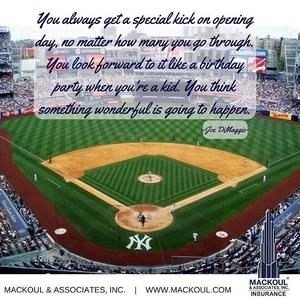 You always get a special kick on opening
day, no matter how many you go through.
You look forward to it like a birthday
party when you're a kid. You think
something wonderful is going to happen.
-Joe DiMaggio
MACKOUL
& ASSOCIATES, INC.
INSURANCE
MACKOUL & ASSOCIATES, INC. | WWW.MACKOUL.COM